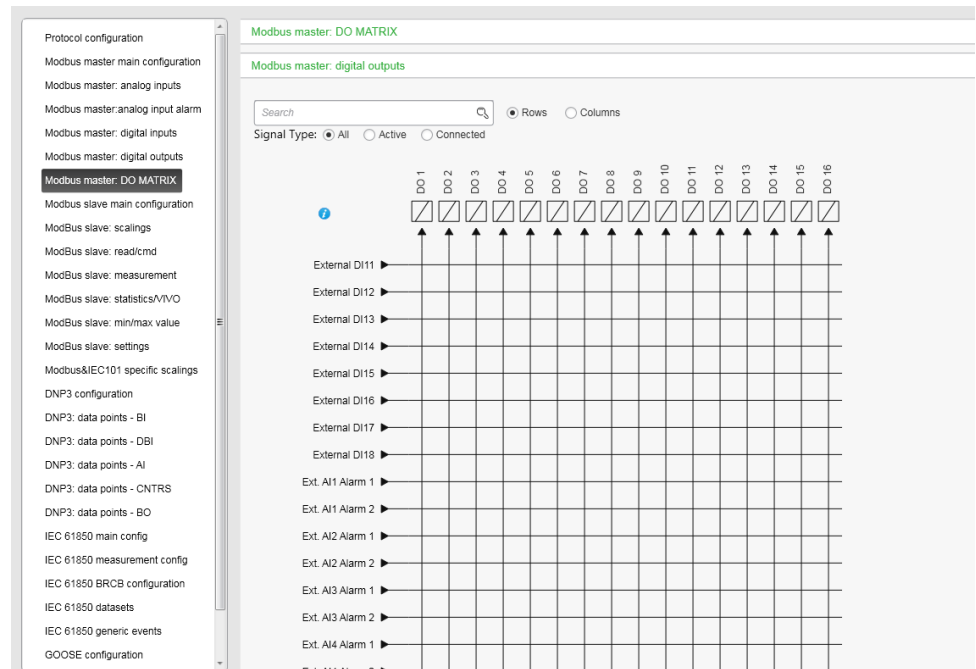 Protocol configuration
Modbus master main configuration
Modbus master: analog inputs
Modbus master:analog input alarm
Modbus master: digital inputs
Modbus master: digital outputs
Modbus master: DO MATRIX
Modbus slave main configuration
ModBus slave: scalings
ModBus slave: read/cmd
ModBus slave: measurement
ModBus slave: statistics/VIVO
ModBus slave: min/max value
ModBus slave: settings
Modbus&IEC101 specific scalings
DNP3 configuration
DNP3: data points - BI
DNP3: data points - DBI
DNP3: data points - AI
DNP3: data points - CNTRS
DNP3: data points - BO
IEC 61850 main config
IEC 61850 measurement config
IEC 61850 BRCB configuration
IEC 61850 datasets
IEC 61850 generic events
GOOSE configuration
Modbus master: DO MATRIX
Modbus master: digital outputs
Search Rows Columns
Signal Type: All Active Connected
DO 1 DO 2 DO 3 DO 4 DO 5 DO 6 DO 7 DO 8 DO 9 DO 10 DO 11 DO 12 DO 13 DO 14 DO 15 DO 16
External DI11
External DI12
External DI13
External DI14
External DI15
External DI16
External DI17
External DI18
Ext. AI1 Alarm 1
Ext. AI1 Alarm 2
Ext. AI2 Alarm 1
Ext. AI2 Alarm 2
Ext. AI3 Alarm 1
Ext. AI3 Alarm 2
Ext. AI4 Alarm 1